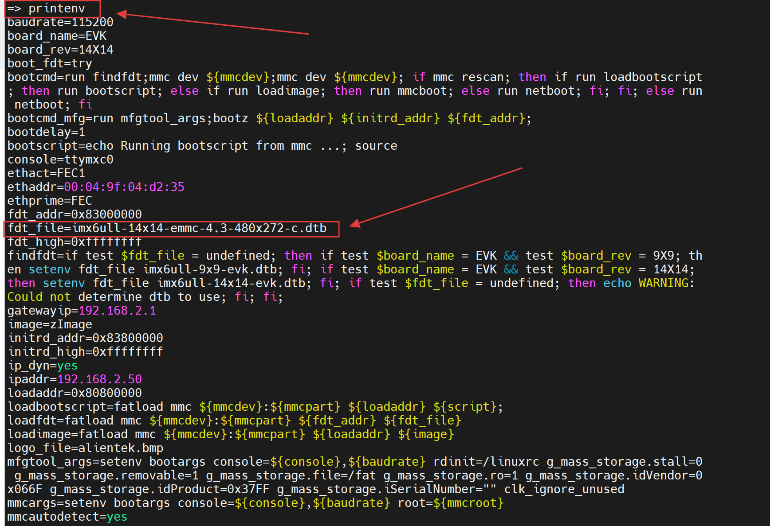 => printenv
baudrate=115200
board_name=EVK
board_rev=14X14
boot_fdt=try
bootcmd=run findfdt;mmc dev ${mmcdev};mmc dev ${mmcdev}; if mmc rescan; then if run loadbootscript
; then run bootscript; else if run loadimage; then run mmcboot; else run netboot; fi; fi; else run
 netboot; fi
bootcmd_mfg=run mfgtool_args;bootz ${loadaddr} ${initrd_addr} ${fdt_addr};
bootdelay=1
bootscript=echo Running bootscript from mmc ...; source
console=ttymxc0
ethact=FEC1
ethaddr=00:04:9f:04:d2:35
ethprime=FEC
fdt_addr=0x83000000
fdt_file=imx6ull-14x14-emmc-4.3-480x272-c.dtb
fdt_high=0xffffffff
findfdt=if test $fdt_file = undefined; then if test $board_name = EVK && test $board_rev = 9X9; th
en setenv fdt_file imx6ull-9x9-evk.dtb; fi; if test $board_name = EVK && test $board_rev = 14X14;
then setenv fdt_file imx6ull-14x14-evk.dtb; fi; if test $fdt_file = undefined; then echo WARNING:
Could not determine dtb to use; fi; fi;
gatewayip=192.168.2.1
image=zImage
initrd_addr=0x83800000
initrd_high=0xffffffff
ip_dyn=yes
ipaddr=192.168.2.50
loadaddr=0x80800000
loadbootscript=fatload mmc ${mmcdev}:${mmcpart} ${loadaddr} ${script};
loadfdt=fatload mmc ${mmcdev}:${mmcpart} ${fdt_addr} ${fdt_file}
loadimage=fatload mmc ${mmcdev}:${mmcpart} ${loadaddr} ${image}
logo_file=alientek.bmp
mfgtool_args=setenv bootargs console=${console},${baudrate} rdinit=/linuxrc g_mass_storage.stall=0
 g_mass_storage.removable=1 g_mass_storage.file=/fat g_mass_storage.ro=1 g_mass_storage.idVendor=0
x066F g_mass_storage.idProduct=0x37FF g_mass_storage.iSerialNumber="" clk_ignore_unused
mmcargs=setenv bootargs console=${console},${baudrate} root=${mmcroot}
mmcautodetect=yes